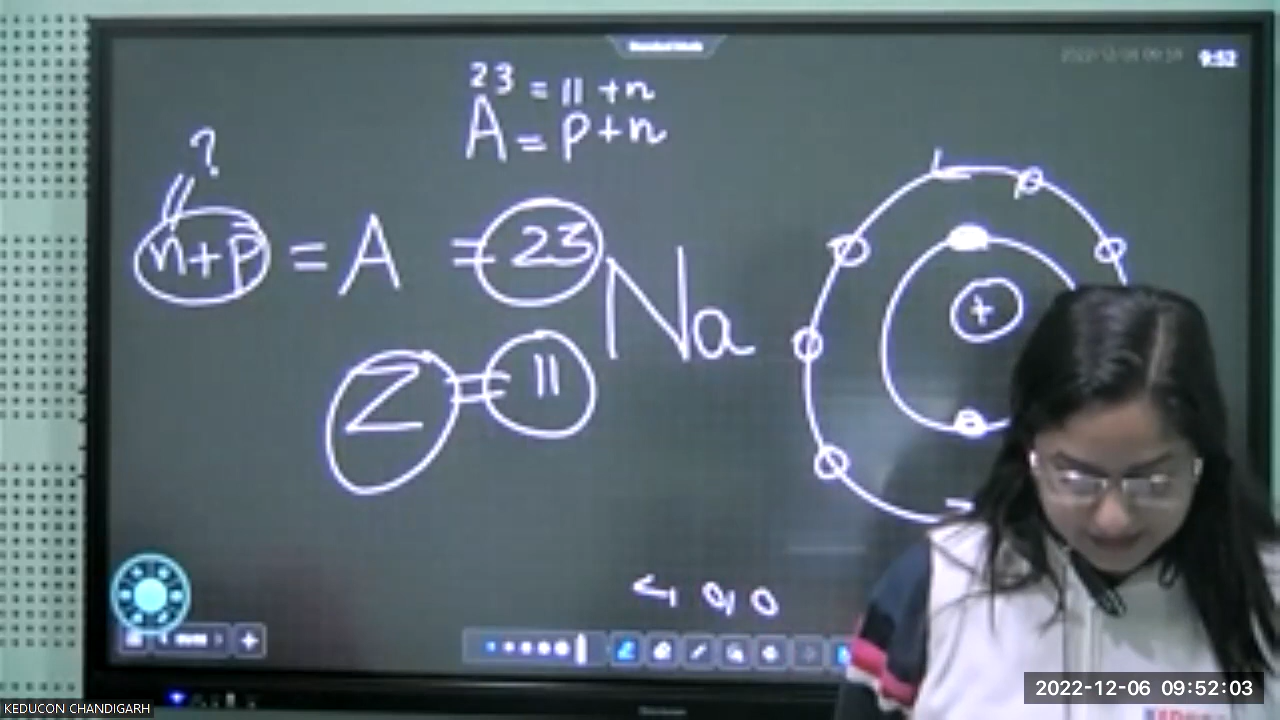 9:52
23 = 11 + n
A = p + n
?
n+p = A = 23
Na
+
Z = 11
KEDUCON CHANDIGARH
2022-12-06 09:52:03